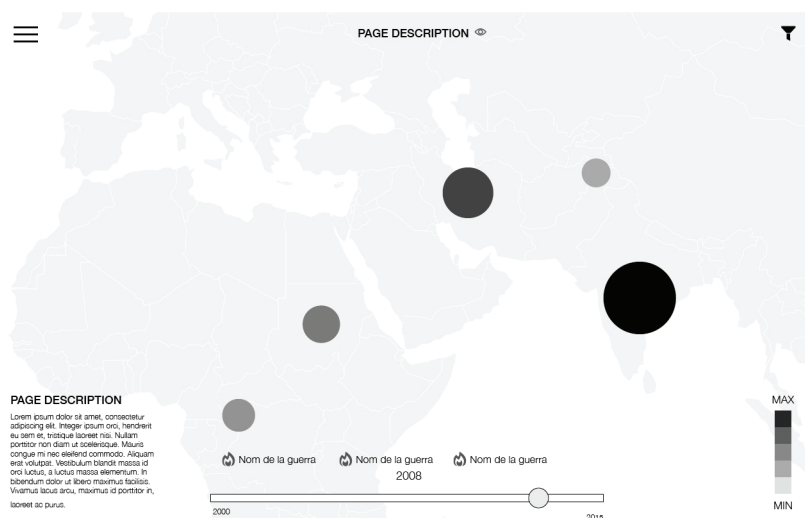 PAGE DESCRIPTION
PAGE DESCRIPTION
Lorem ipsum dolor sit amet, consectetur
adipiscing elit. Integer ipsum orci, hendrerit
eu sem et, tristique laoreet nisi. Nullam
porttitor non diam ut scelerisque. Mauris
congue mi nec eleifend commodo. Aliquam
erat volutpat. Vestibulum blandit massa id
orci luctus, a luctus massa elementum. In
bibendum dolor ut libero maximus facilisis.
Vivamus lacus arcu, maximus id porttitor in,
laoreet ac purus.
Nom de la guerra
Nom de la guerra
Nom de la guerra
2008
2000
2015
MAX
MIN